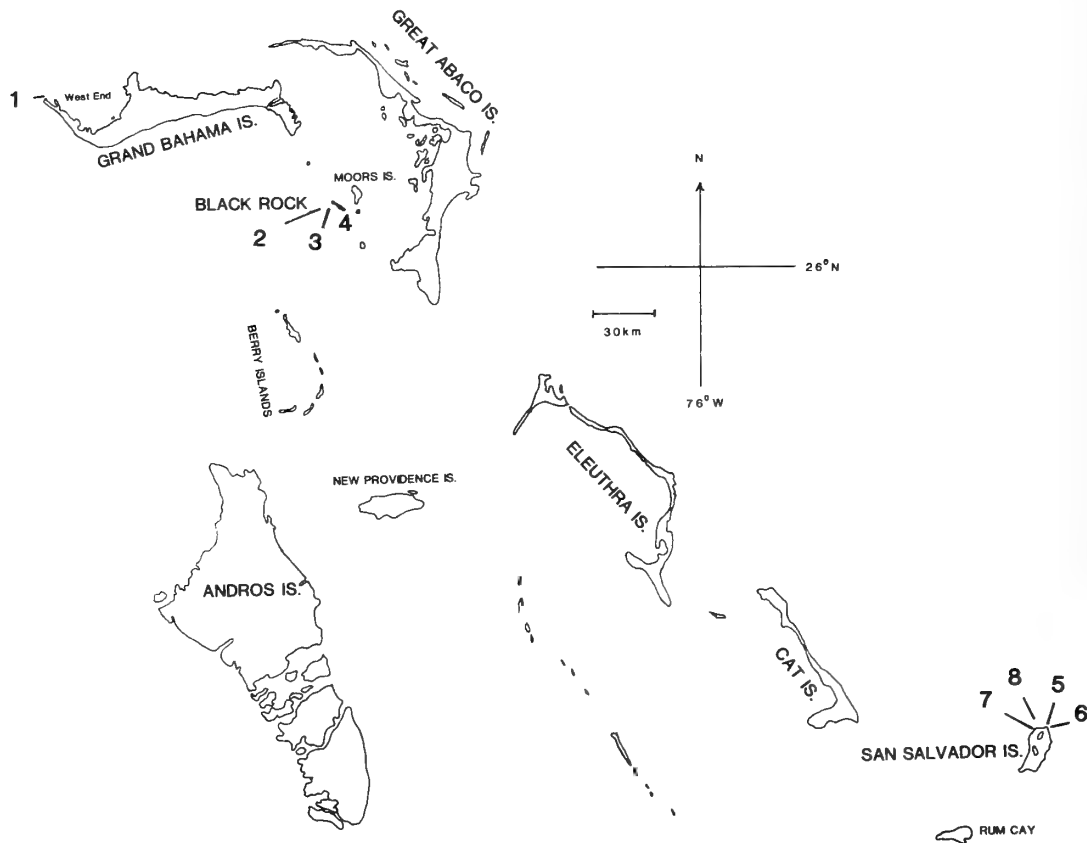 GREAT ABACO IS.
1
West End
GRAND BAHAMA IS.
MOORS IS.
BLACK ROCK
2
3
4
N
26°N
30km
76°W
BERRY ISLANDS
ELEUTHRA IS.
NEW PROVIDENCE IS.
ANDROS IS.
CAT IS.
8
5
7
6
SAN SALVADOR IS.
RUM CAY